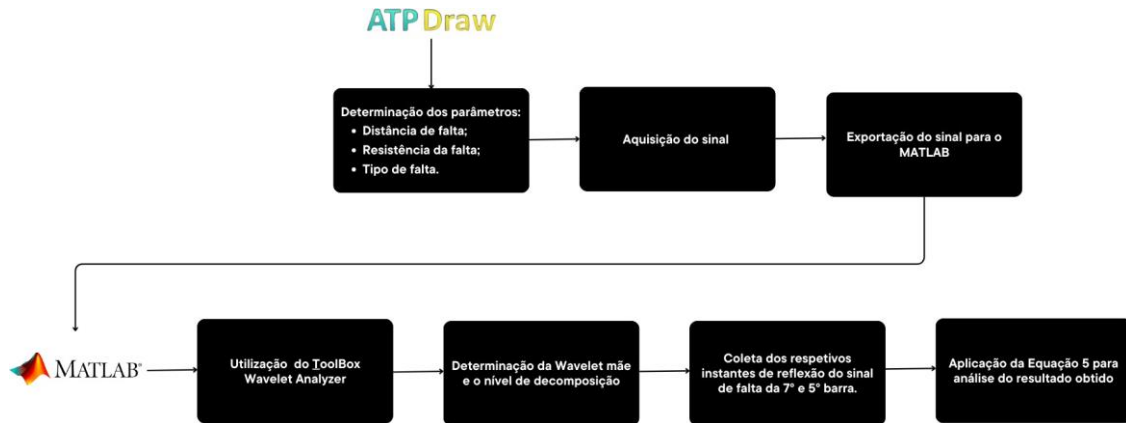 ATPDraw
Determinação dos parâmetros:
• Distância de falta;
• Resistência da falta;
• Tipo de falta.
Aquisição do sinal
Exportação do sinal para o
MATLAB
MATLAB®
Utilização do ToolBox
Wavelet Analyzer
Determinação da Wavelet mãe
e o nível de decomposição
Coleta dos respetivos
instantes de reflexão do sinal
de falta da 7° e 5° barra.
Aplicação da Equação 5 para
análise do resultado obtido